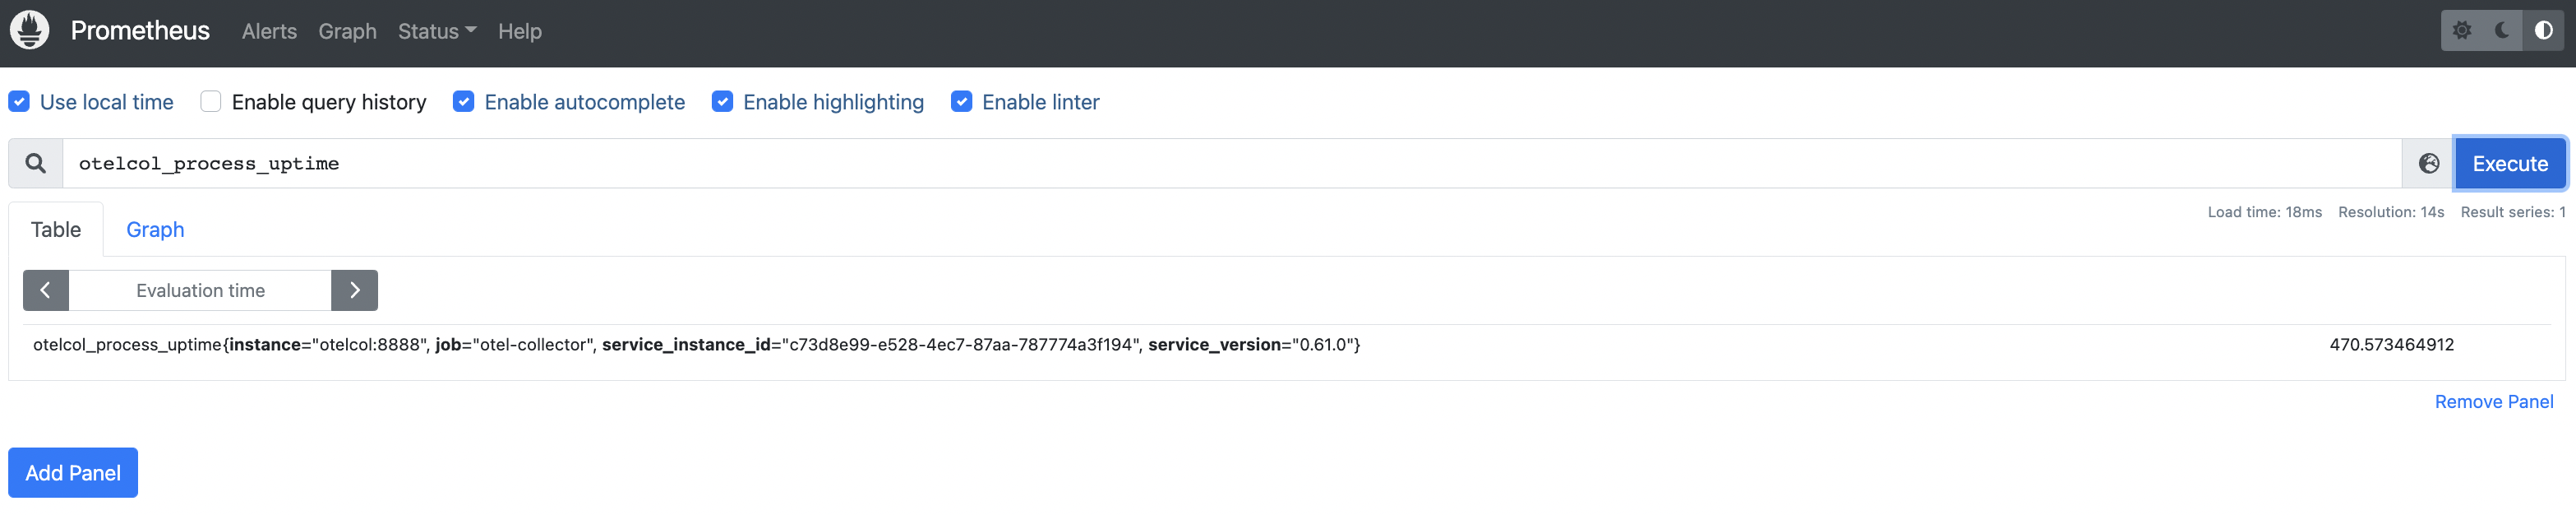 Prometheus Alerts Graph Status Help
Use local time Enable query history Enable autocomplete Enable highlighting Enable linter
otelcol_process_uptime Execute
Load time: 18ms Resolution: 14s Result series: 1
Table Graph
Evaluation time
otelcol_process_uptime{instance="otelcol:8888", job="otel-collector", service_instance_id="c73d8e99-e528-4ec7-87aa-787774a3f194", service_version="0.61.0"} 470.573464912
Remove Panel
Add Panel